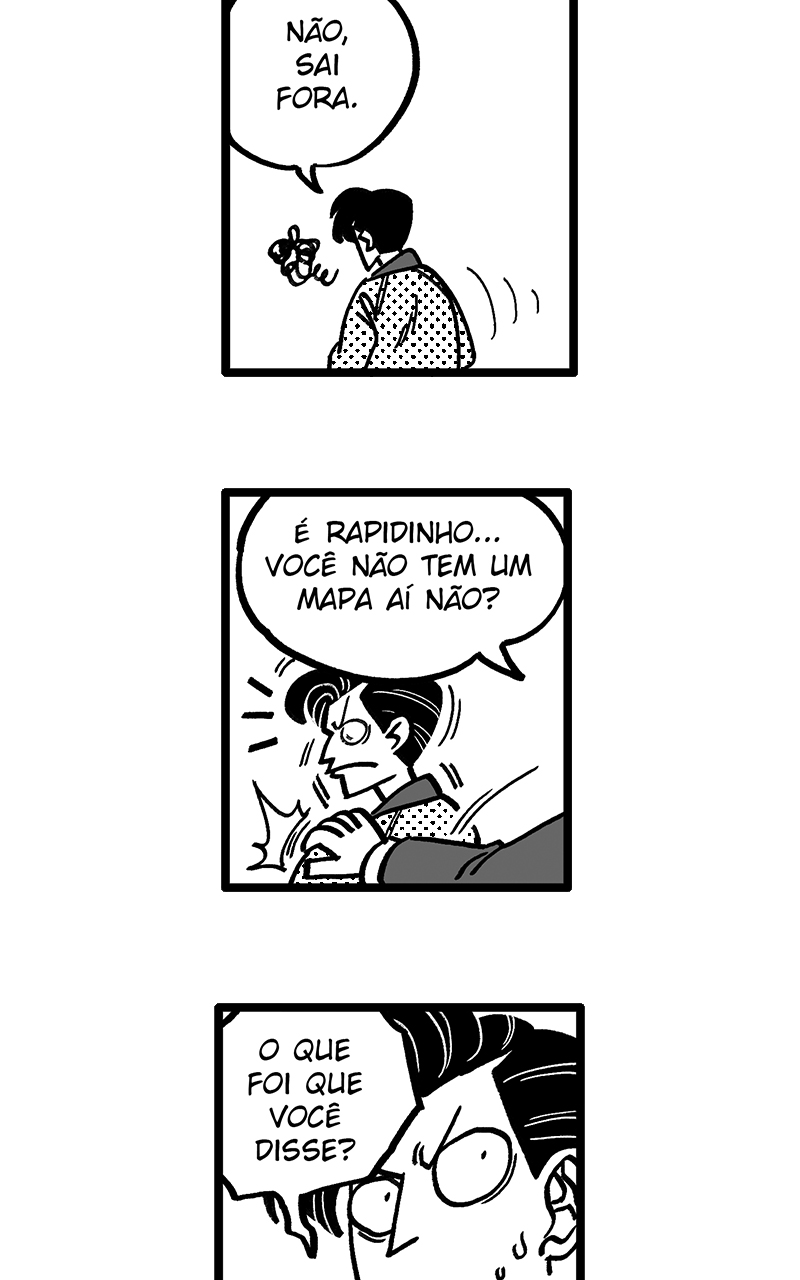 NÃO,
SAI
FORA.
É RAPIDINHO...
VOCÊ NÃO TEM UM
MAPA AÍ NÃO?
O QUE
FOI QUE
VOCÊ
DISSE?